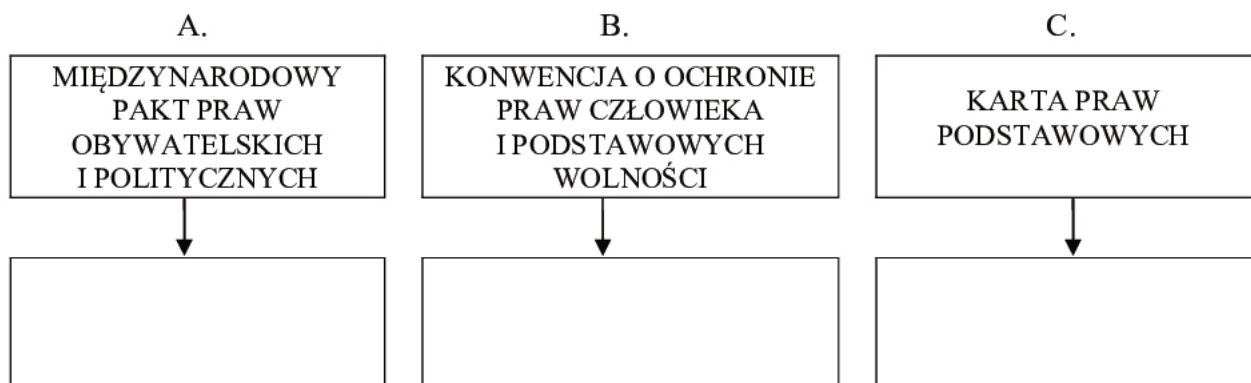 A.
MIĘDZYNARODOWY
PAKT PRAW
OBYWATELSKICH
I POLITYCZNYCH
B.
KONWENCJA O OCHRONIE
PRAW CZŁOWIEKA
I PODSTAWOWYCH
WOLNOŚCI
C.
KARTA PRAW
PODSTAWOWYCH